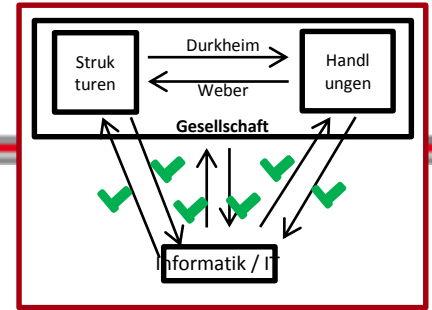 Durkheim
Struk
turen
Handl
ungen
Weber
Gesellschaft
Informatik / IT